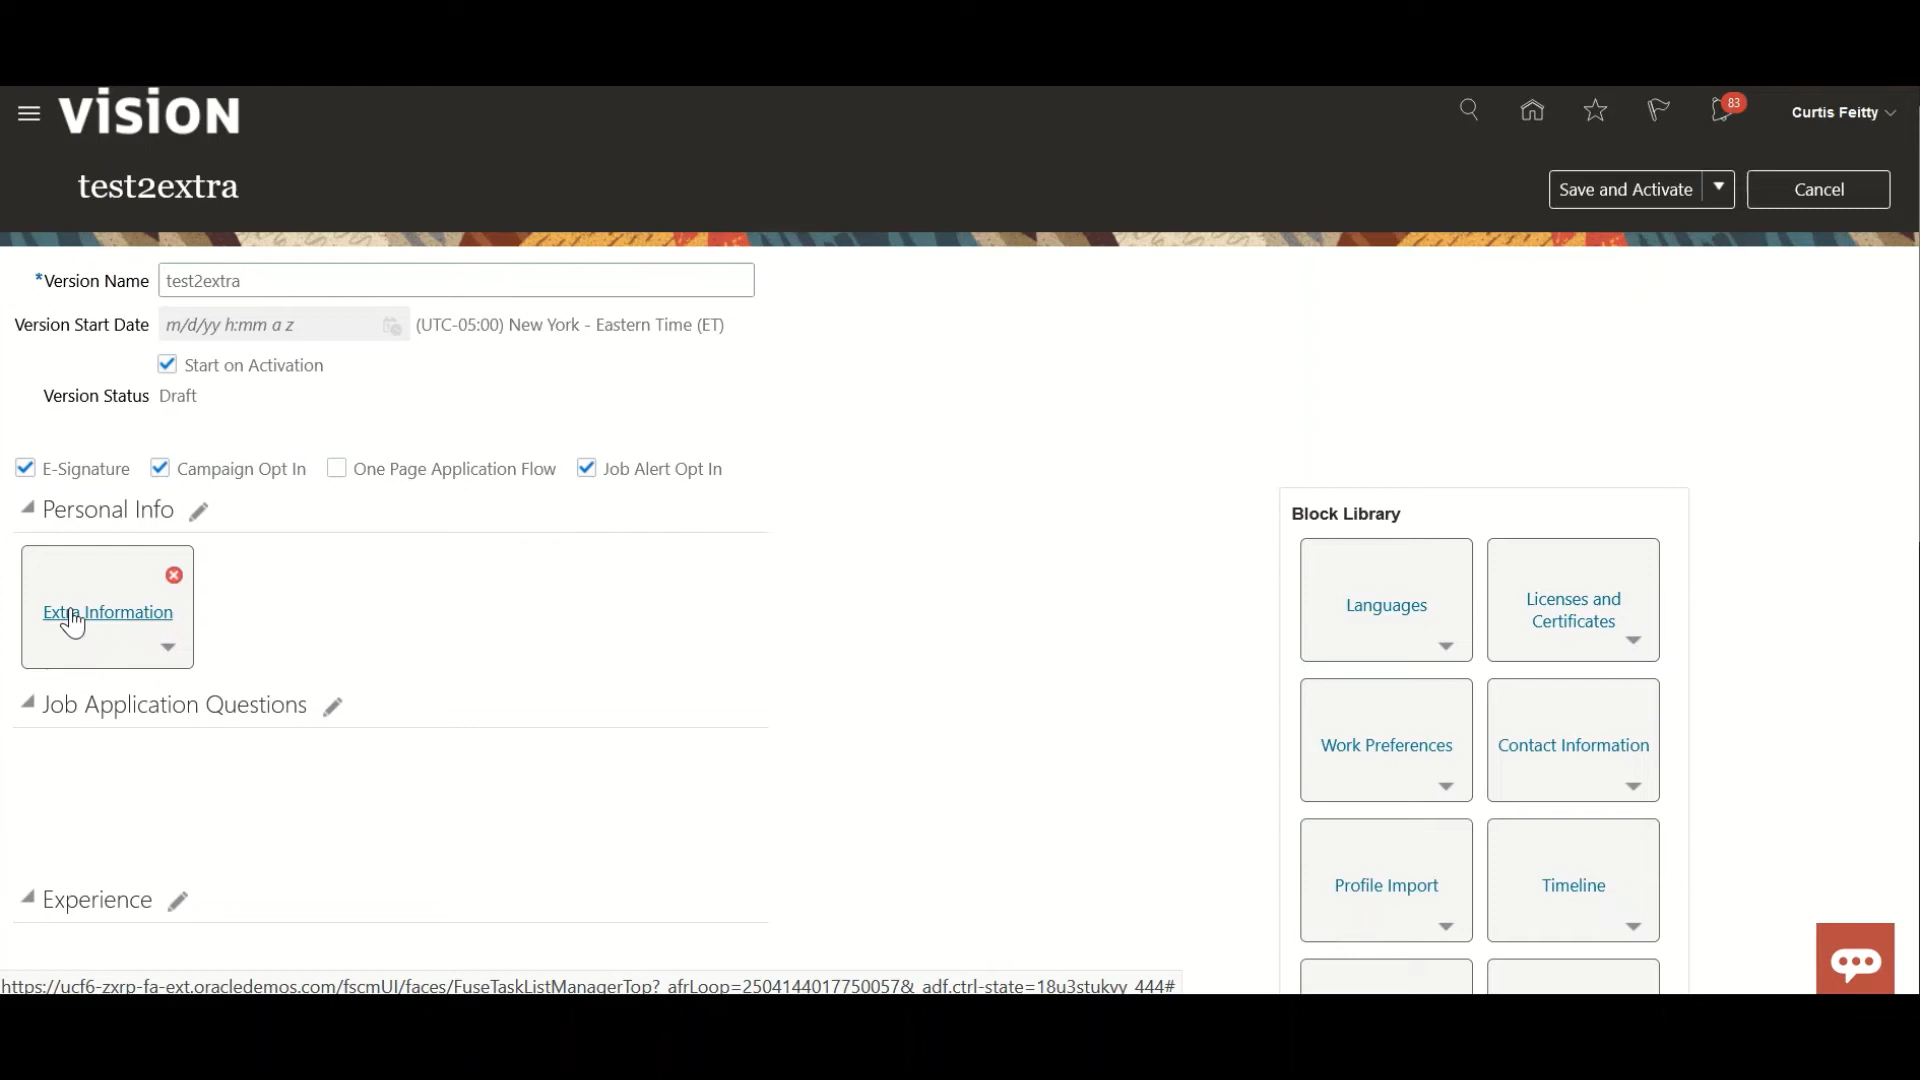 vision
83
Curtis Feitty
test2extra
Save and Activate
Cancel
*Version Name test2extra
Version Start Date m/d/yy h:mm a z (UTC-05:00) New York - Eastern Time (ET)
Start on Activation
Version Status Draft
E-Signature Campaign Opt In One Page Application Flow Job Alert Opt In
Personal Info
Extra Information
Job Application Questions
Experience
Block Library
Languages
Licenses and
Certificates
Work Preferences
Contact Information
Profile Import
Timeline
https://ucf6-zxrp-fa-ext.oracledemos.com/fscmUI/faces/FuseTaskListManagerTop?_afrLoop=2504144017750057&_adf.ctrl-state=18u3stukvy_444#